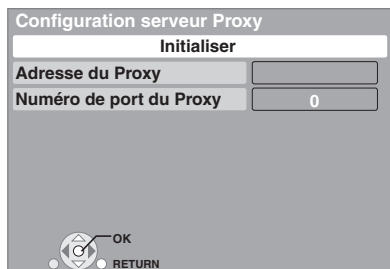 Configuration serveur Proxy
Initialiser
Adresse du Proxy
Numéro de port du Proxy 0
OK
RETURN